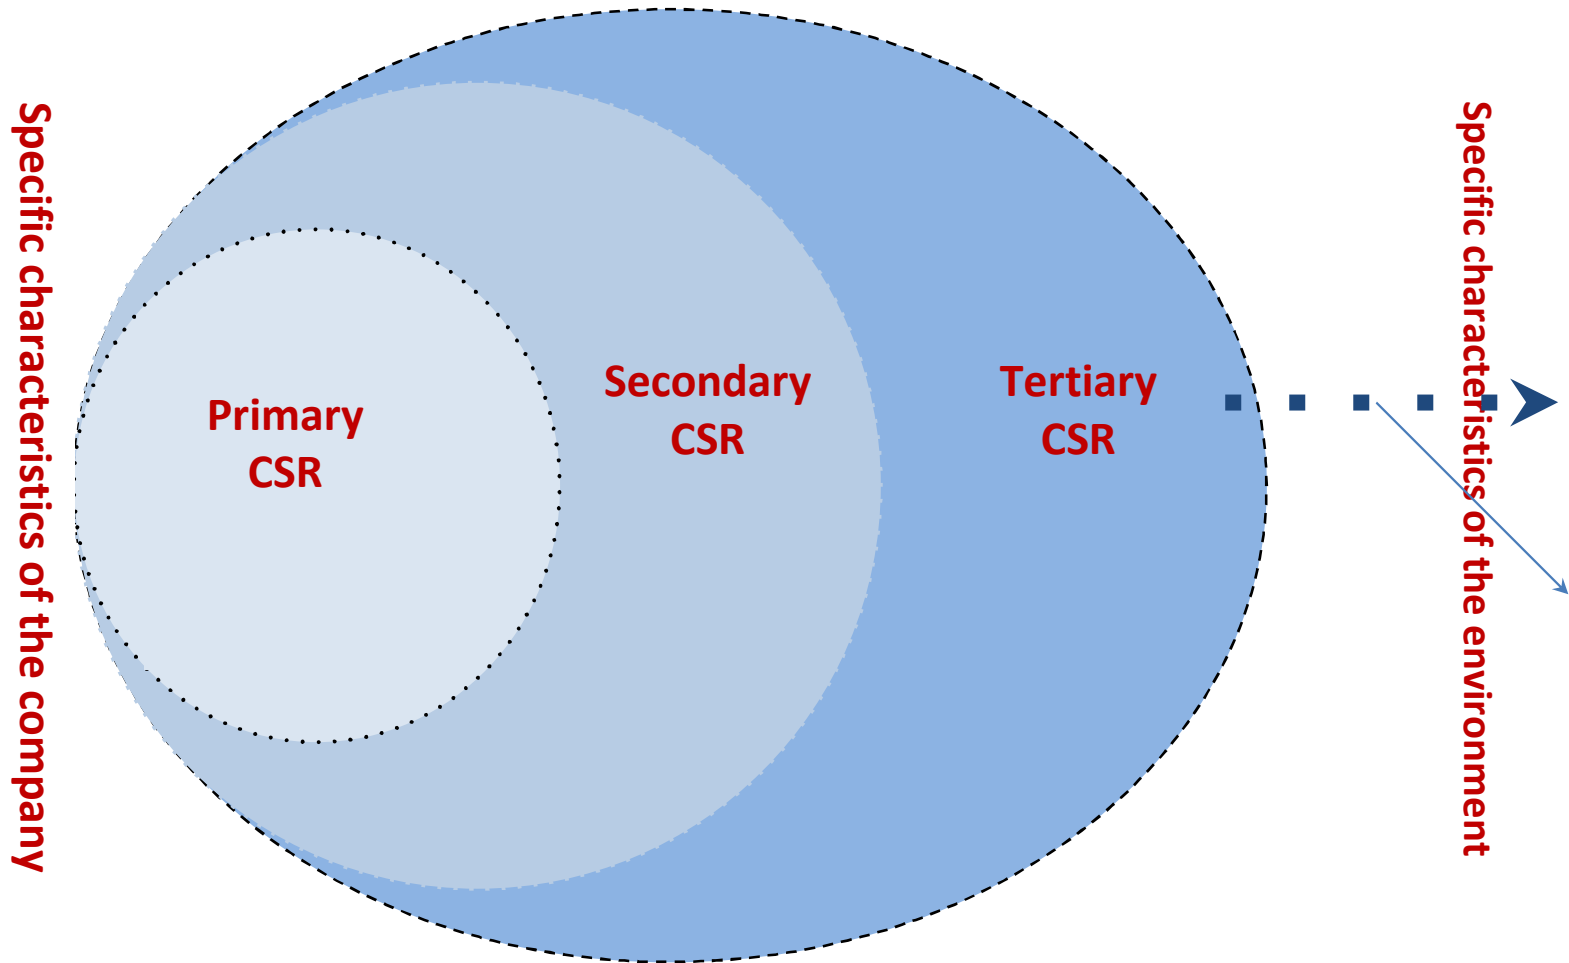 Specific characteristics of the company
Primary
CSR
Secondary
CSR
Tertiary
CSR
Specific characteristics of the environment